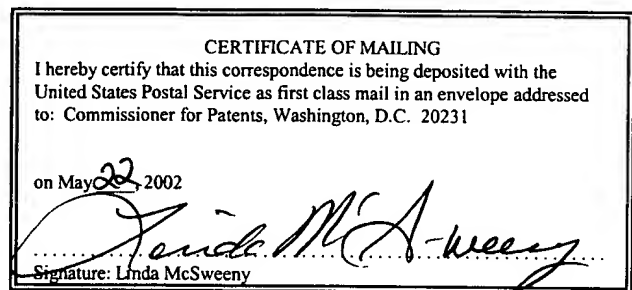 CERTIFICATE OF MAILING
I hereby certify that this correspondence is being deposited with the
United States Postal Service as first class mail in an envelope addressed
to: Commissioner for Patents, Washington, D.C. 20231
on May 22, 2002
Linda McSweeny
Signature: Linda McSweeny